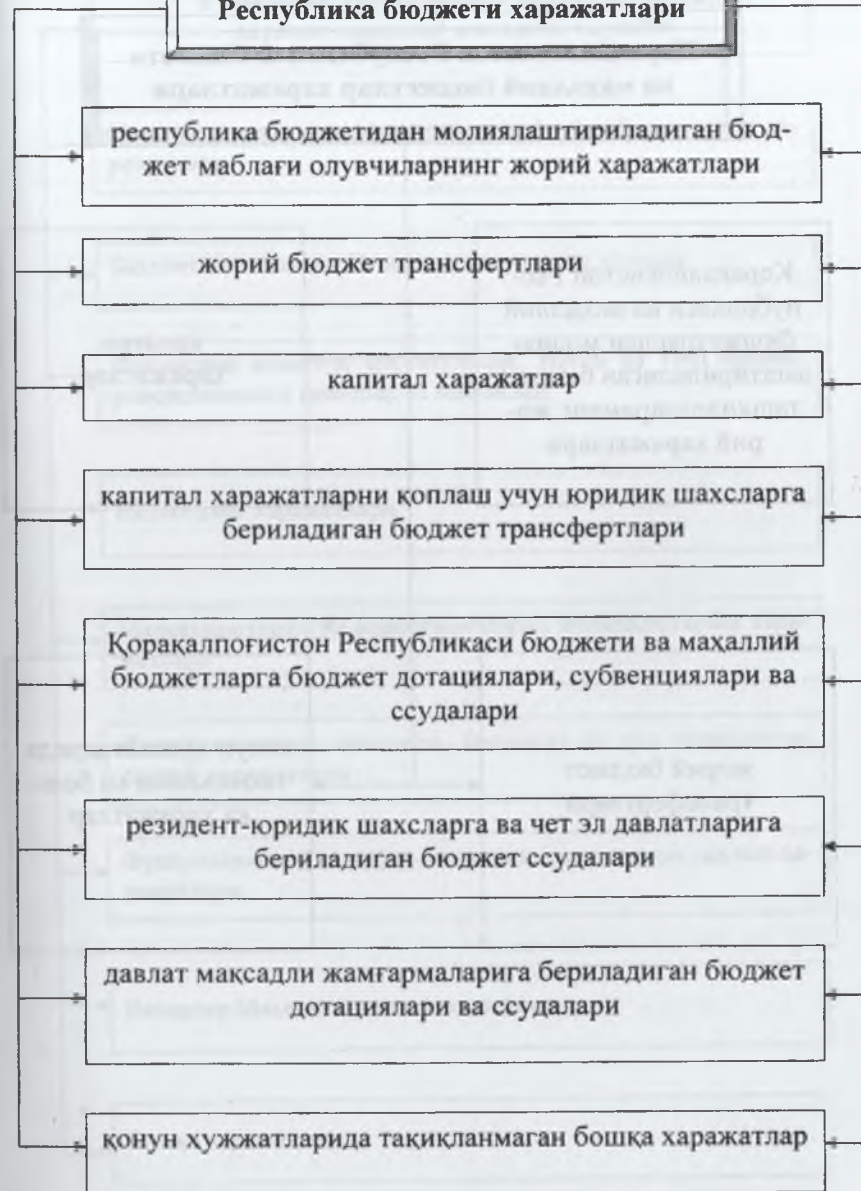 Республика бюджети харажатлари
республика бюджетидан молиялаштириладиган бюд-
жет маблағи олувчиларнинг жорий харажатлари
жорий бюджет трансфертлари
капитал харажатлар
капитал харажатларни қоплаш учун юридик шахсларга
бериладиган бюджет трансфертлари
Қорақалпоғистон Республикаси бюджети ва маҳаллий
бюджетларга бюджет дотациялари, субвенциялари ва
ссудалари
резидент-юридик шахсларга ва чет эл давлатларига
бериладиган бюджет ссудалари
давлат мақсадли жамғармаларига бериладиган бюджет
дотациялари ва ссудалари
қонун ҳужжатларида тақиқланмаган бошқа харажатлар